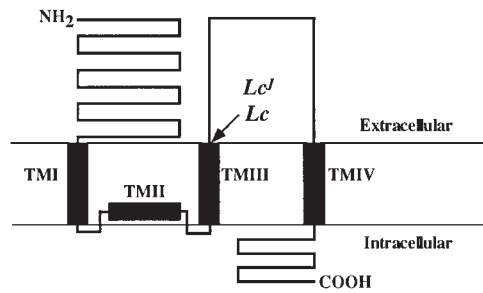 NH2
Lc^J
Lc
Extracellular
TMI
TMII
TMIII
TMIV
Intracellular
COOH